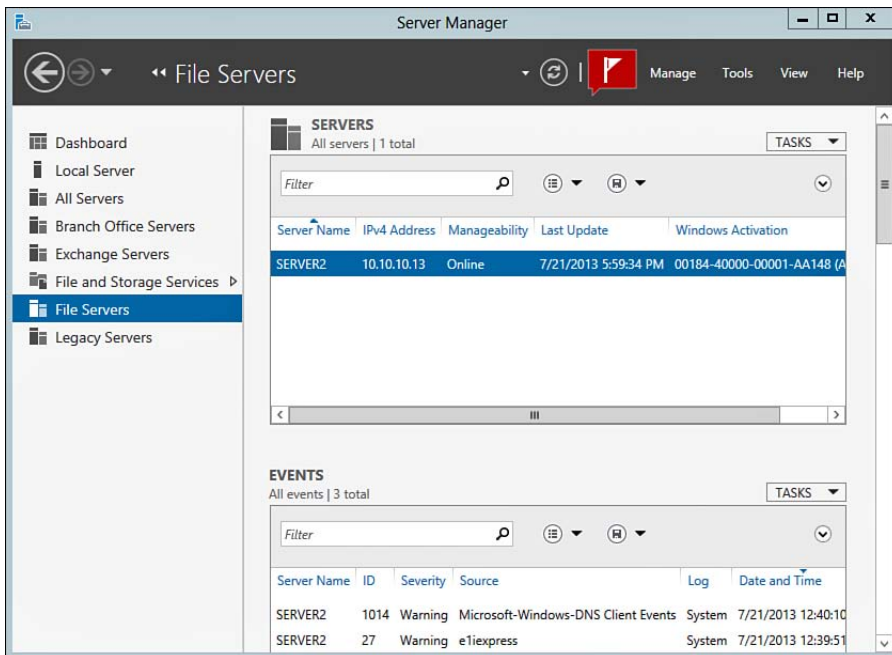 Server Manager
File Servers
Manage Tools View Help
Dashboard
Local Server
All Servers
Branch Office Servers
Exchange Servers
File and Storage Services
File Servers
Legacy Servers
SERVERS
All servers | 1 total
TASKS
Filter
Server Name IPv4 Address Manageability Last Update Windows Activation
SERVER2 10.10.10.13 Online 7/21/2013 5:59:34 PM 00184-40000-00001-AA148 (A
EVENTS
All events | 3 total
TASKS
Filter
Server Name ID Severity Source Log Date and Time
SERVER2 1014 Warning Microsoft-Windows-DNS Client Events System 7/21/2013 12:40:10
SERVER2 27 Warning e1iexpress System 7/21/2013 12:39:51